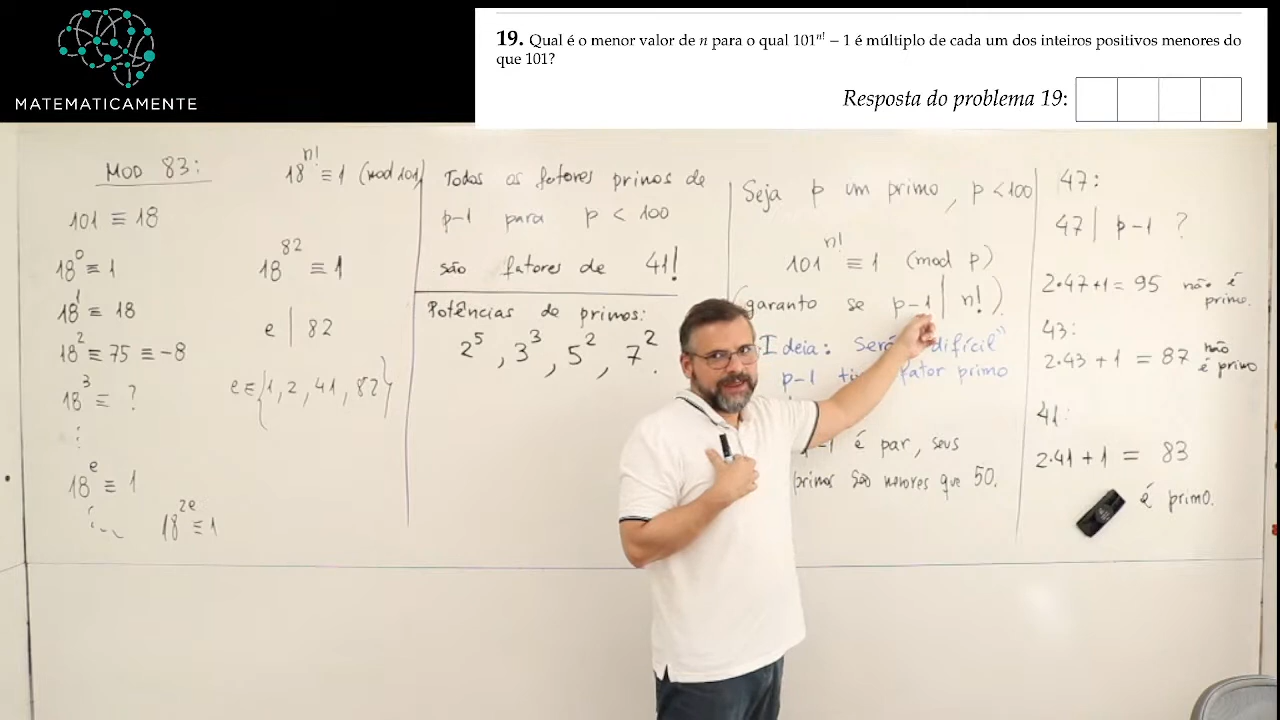 MATEMATICAMENTE
19. Qual é o menor valor de n para o qual 101^{n!} − 1 é múltiplo de cada um dos inteiros positivos menores do
que 101?
Resposta do problema 19:
MOD 83:
18^{n!} ≡ 1 (mod 101)
101 ≡ 18
18^0 ≡ 1
18^1 ≡ 18
18^2 ≡ 75 ≡ -8
18^3 ≡ ?
⋮
18^e ≡ 1
18^{2e} ≡ 1
18^{82} ≡ 1
e | 82
e ∈ {1, 2, 41, 82}
Todos os fatores primos de
p-1 para p < 100
são fatores de 41!
Potências de primos:
2^5, 3^3, 5^2, 7^2.
Seja p um primo, p < 100
101^{n!} ≡ 1 (mod p)
(garanto se p-1 | n!).
Ideia: Será difícil"
p-1 fator primo
é par, seus
primos são menores que 50.
47:
47 | p-1 ?
2·47+1 = 95 não é
primo.
43:
2·43 + 1 = 87 não
é primo
41:
2·41 + 1 = 83
é primo.